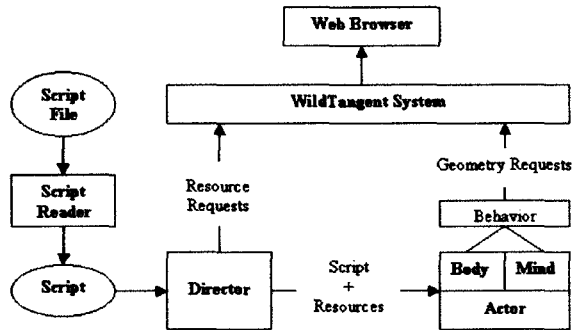 Web Browser
WildTangent System
Script
File
Script
Reader
Script
Resource
Requests
Director
Script
+
Resources
Geometry Requests
Behavior
Body
Mind
Actor